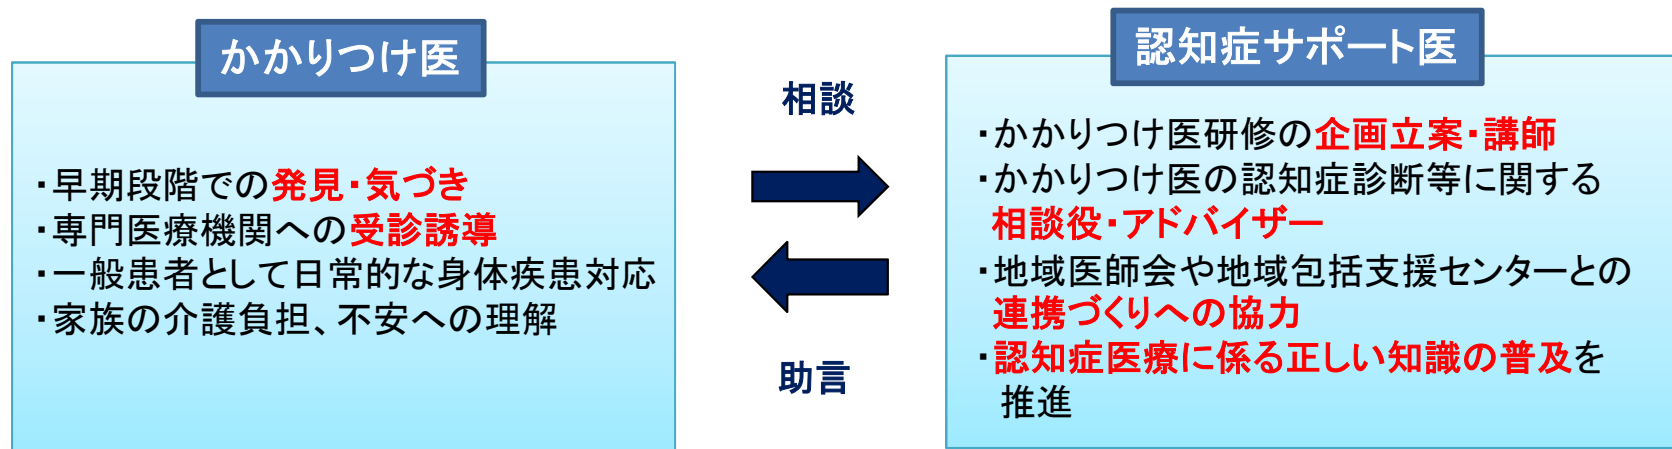 かかりつけ医
・早期段階での発見・気づき
・専門医療機関への受診誘導
・一般患者として日常的な身体疾患対応
・家族の介護負担、不安への理解
相談
助言
認知症サポート医
・かかりつけ医研修の企画立案・講師
・かかりつけ医の認知症診断等に関する
相談役・アドバイザー
・地域医師会や地域包括支援センターとの
連携づくりへの協力
・認知症医療に係る正しい知識の普及を
推進